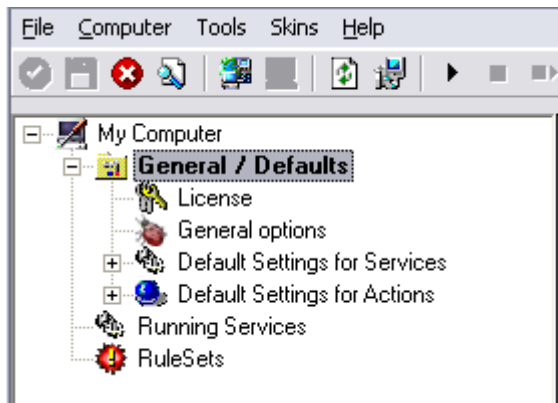 File Computer Tools Skins Help
My Computer
General / Defaults
License
General options
Default Settings for Services
Default Settings for Actions
Running Services
RuleSets